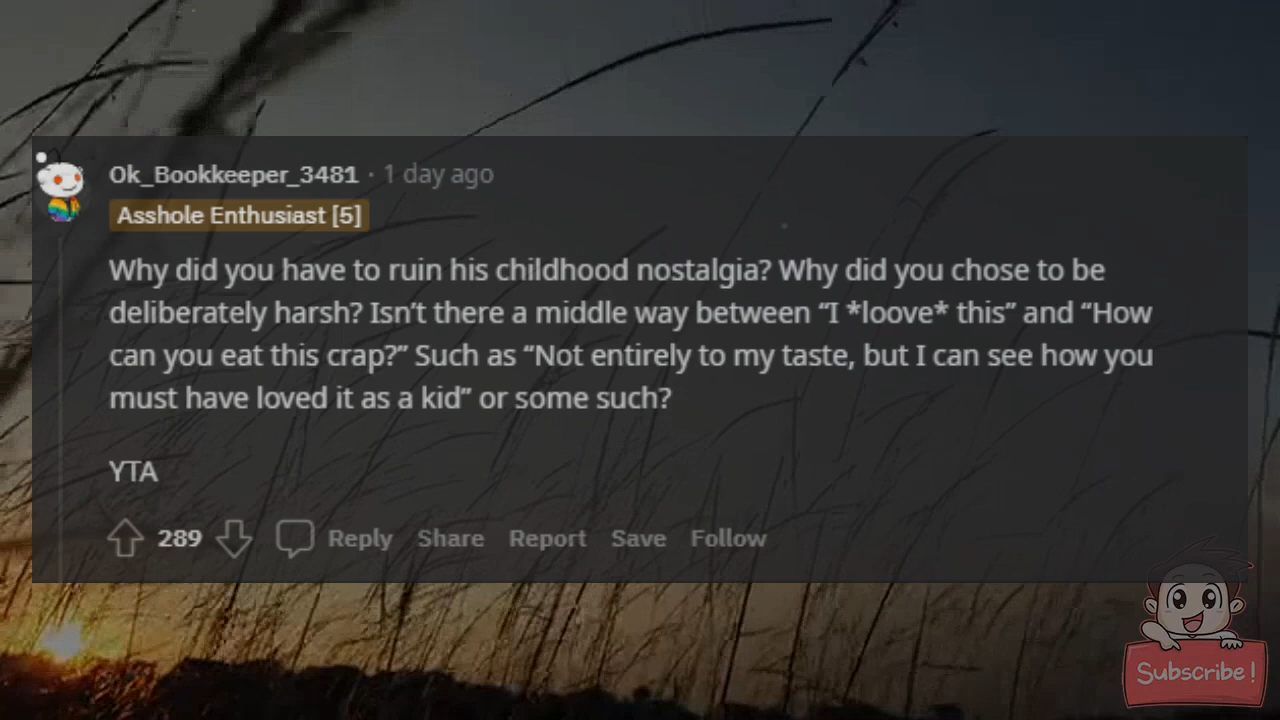 Ok_Bookkeeper_3481 · 1 day ago
Asshole Enthusiast [5]
Why did you have to ruin his childhood nostalgia? Why did you chose to be
deliberately harsh? Isn’t there a middle way between “I *loove* this” and “How
can you eat this crap?” Such as “Not entirely to my taste, but I can see how you
must have loved it as a kid” or some such?
YTA
289 Reply Share Report Save Follow
Subscribe!